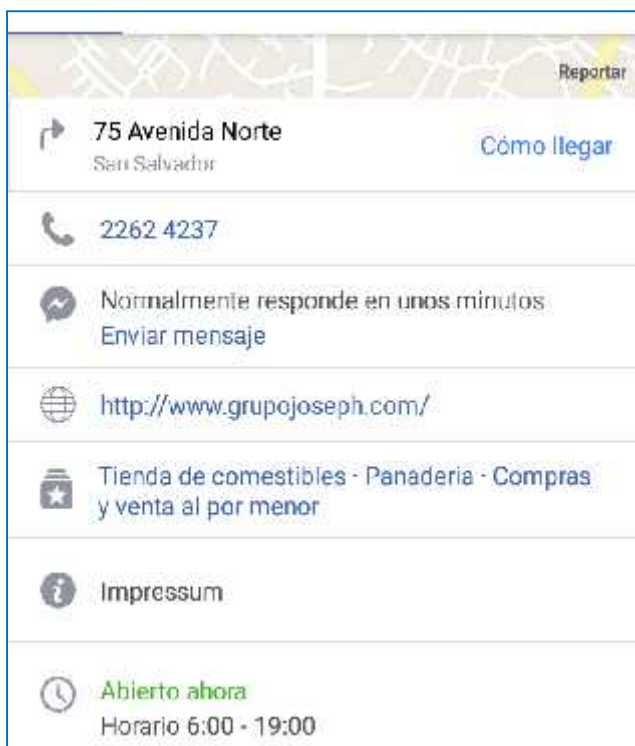 Reportar
75 Avenida Norte
San Salvador
Cómo llegar
2262 4237
Normalmente responde en unos minutos
Enviar mensaje
http://www.grupojoseph.com/
Tienda de comestibles · Panaderia · Compras
y venta al por menor
Impressum
Abierto ahora
Horario 6:00 - 19:00